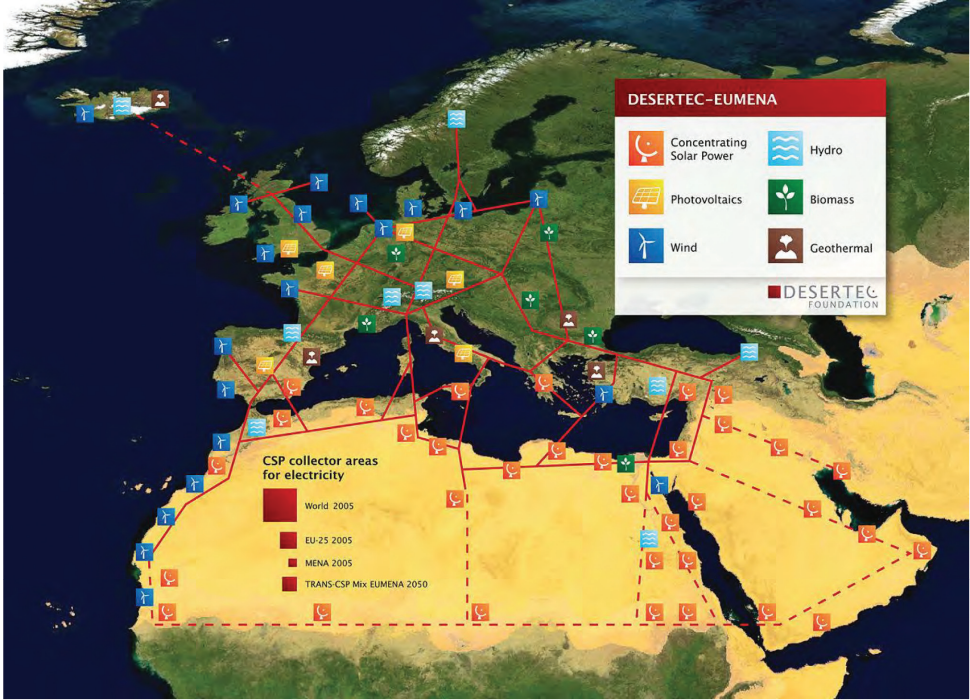 DESERTEC–EUMENA
Concentrating
Solar Power
Hydro
Photovoltaics
Biomass
Wind
Geothermal
DESERTEC
FOUNDATION
CSP collector areas
for electricity
World 2005
EU-25 2005
MENA 2005
TRANS-CSP Mix EUMENA 2050